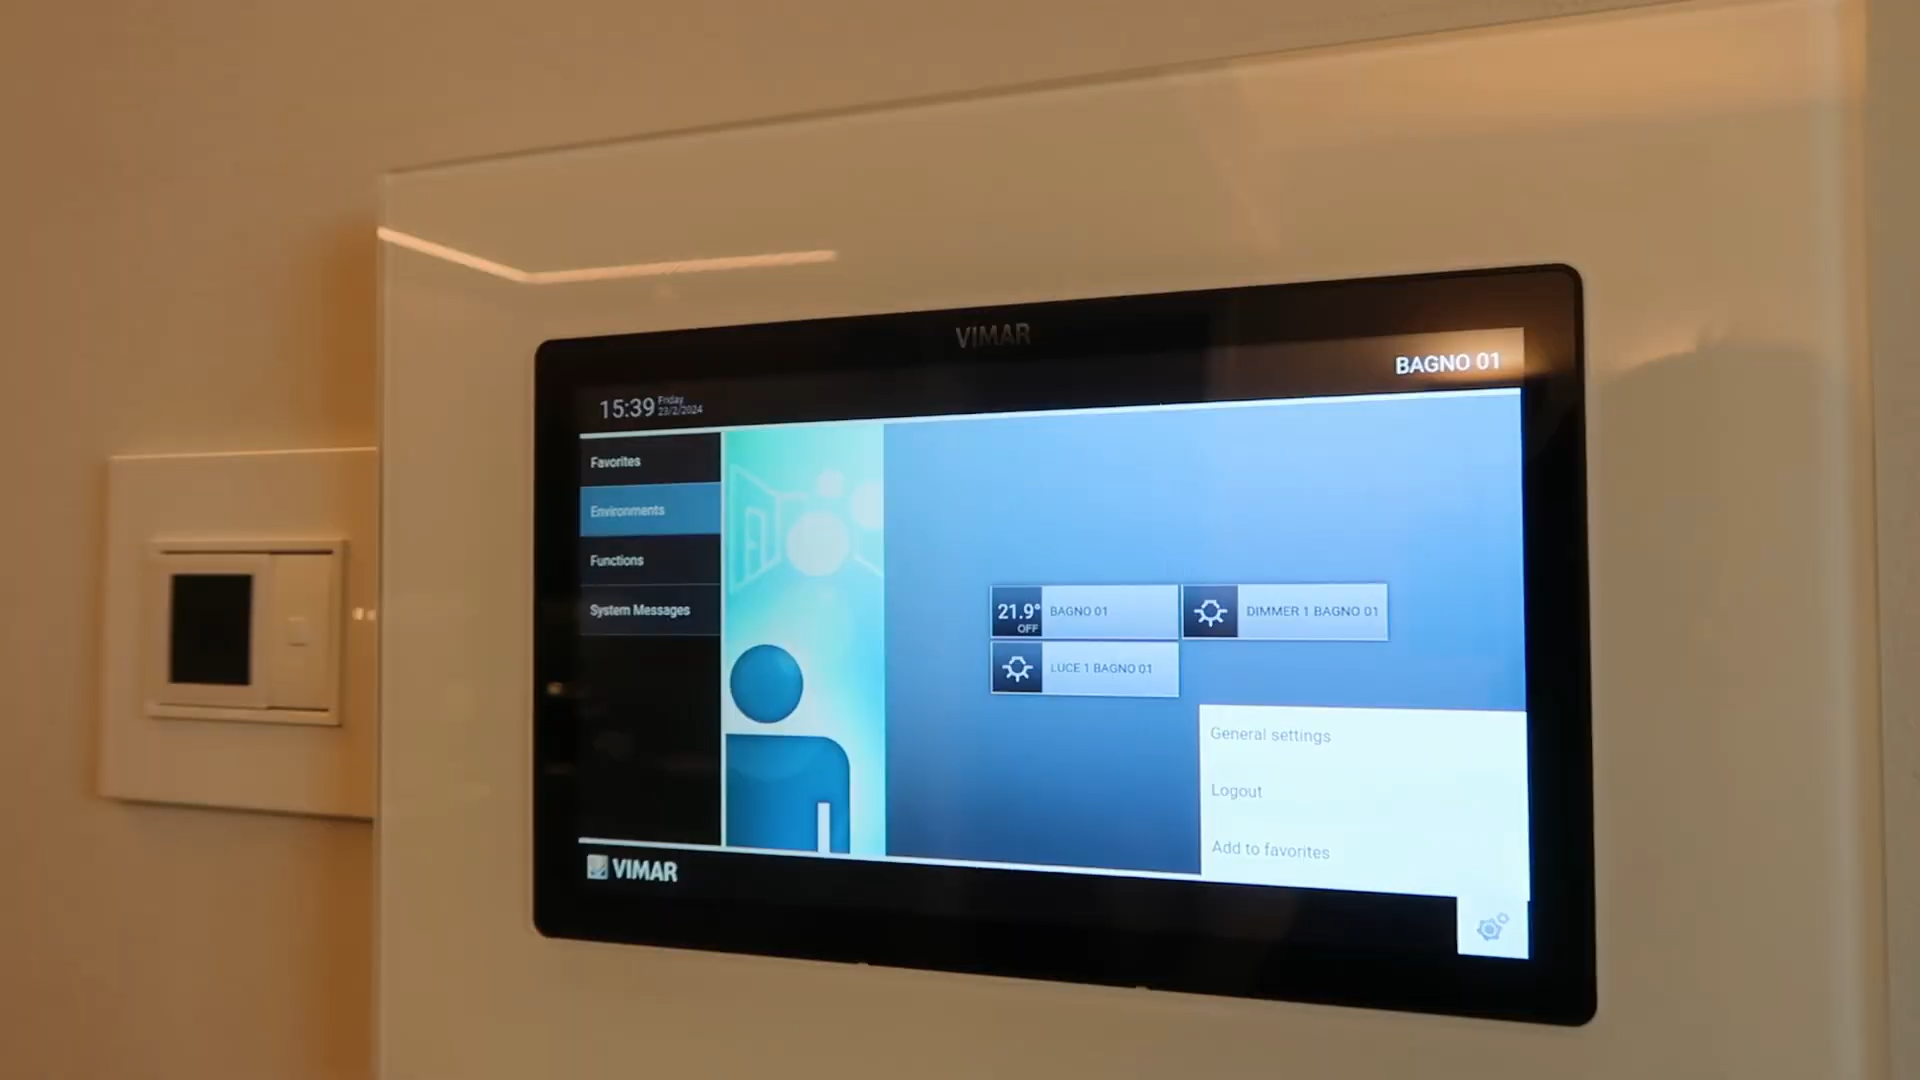 VIMAR
BAGNO 01
15:39 Friday
23/2/2024
Favorites
Environments
Functions
System Messages
21.9° BAGNO 01
OFF
DIMMER 1 BAGNO 01
LUCE 1 BAGNO 01
General settings
Logout
Add to favorites
VIMAR